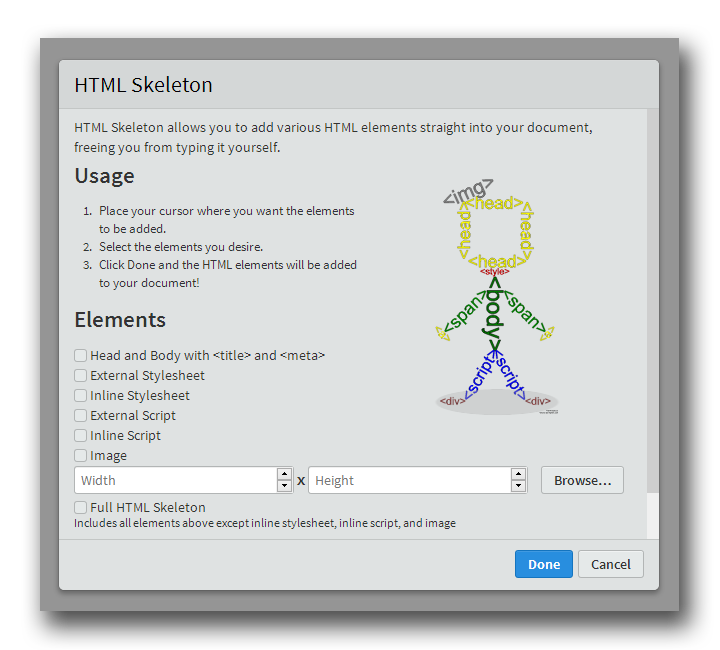 HTML Skeleton
HTML Skeleton allows you to add various HTML elements straight into your document,
freeing you from typing it yourself.
Usage
1. Place your cursor where you want the elements
to be added.
2. Select the elements you desire.
3. Click Done and the HTML elements will be added
to your document!
<img>
<head>
<head>
<head>
<head>
<style>
<body>
<span>
<span>
<script>
<script>
<div>
<div>
Elements
Head and Body with <title> and <meta>
External Stylesheet
Inline Stylesheet
External Script
Inline Script
Image
Width x Height Browse...
Full HTML Skeleton
Includes all elements above except inline stylesheet, inline script, and image
Done Cancel